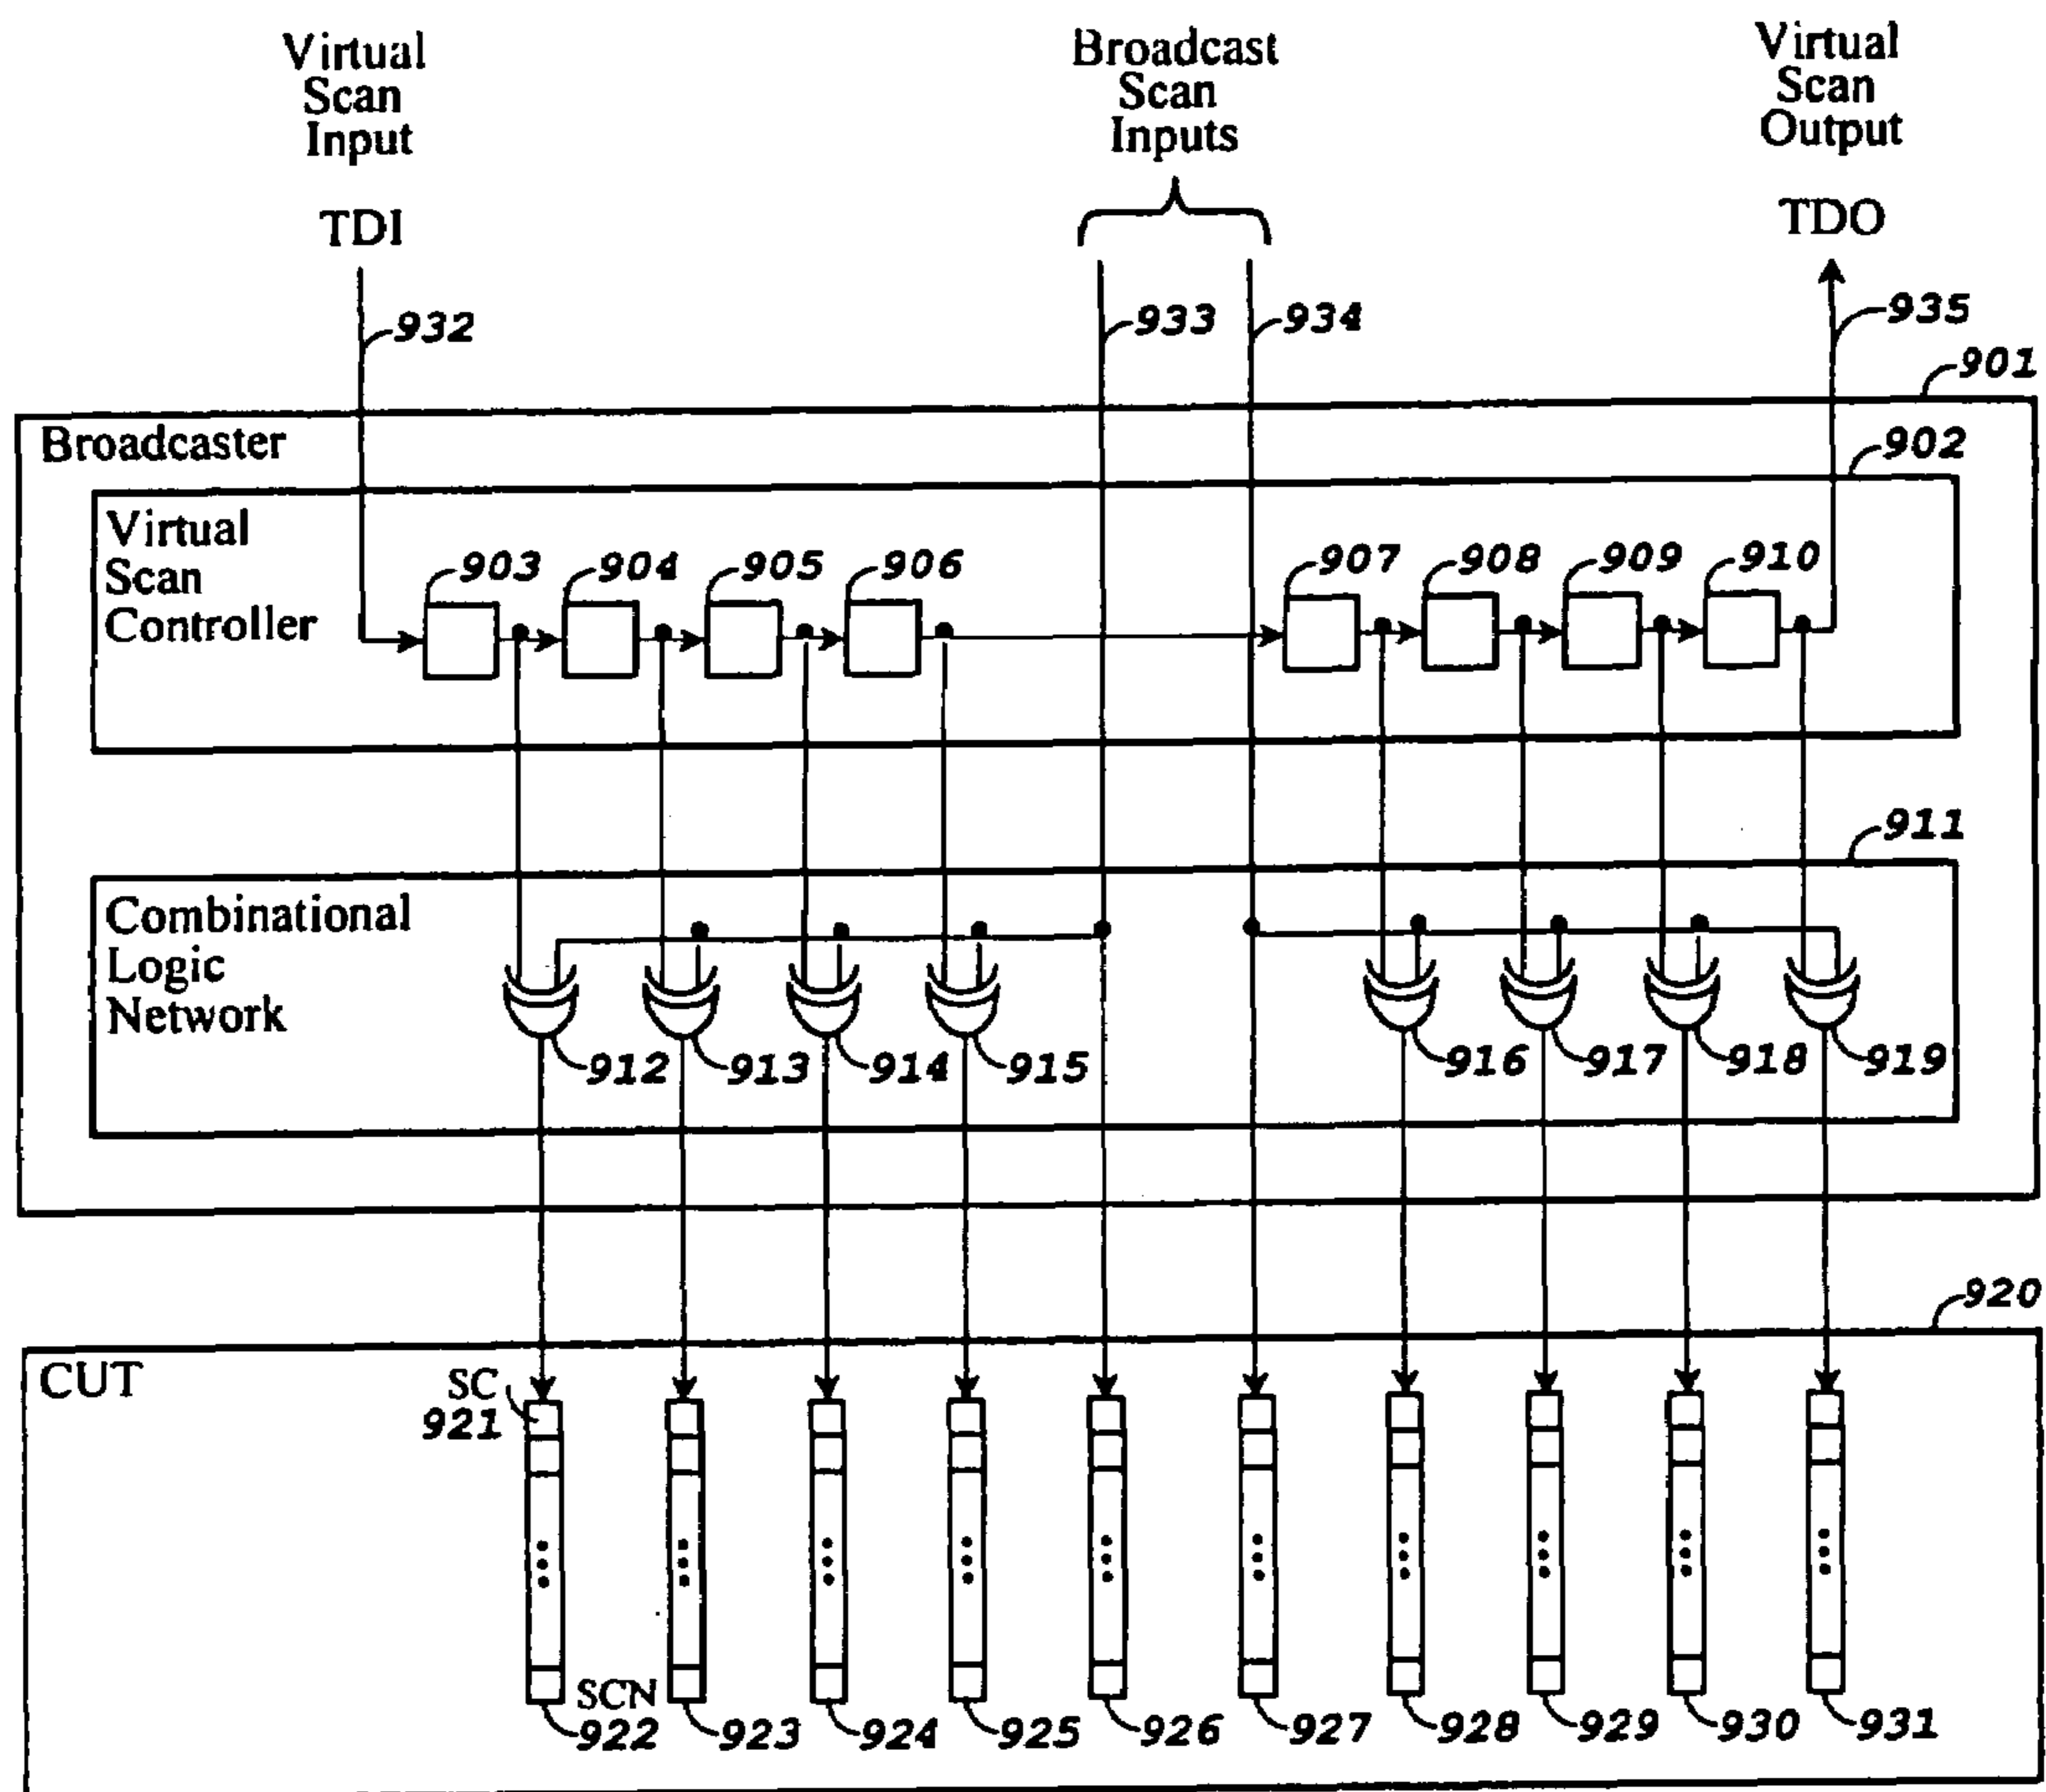 Virtual
Scan
Input
Broadcast
Scan
Inputs
Virtual
Scan
Output
TDI
TDO
932
933
934
935
901
Broadcaster
902
Virtual
Scan
Controller
903
904
905
906
907
908
909
910
911
Combinational
Logic
Network
912
913
914
915
916
917
918
919
920
CUT
SC
921
SCN
922
923
924
925
926
927
928
929
930
931